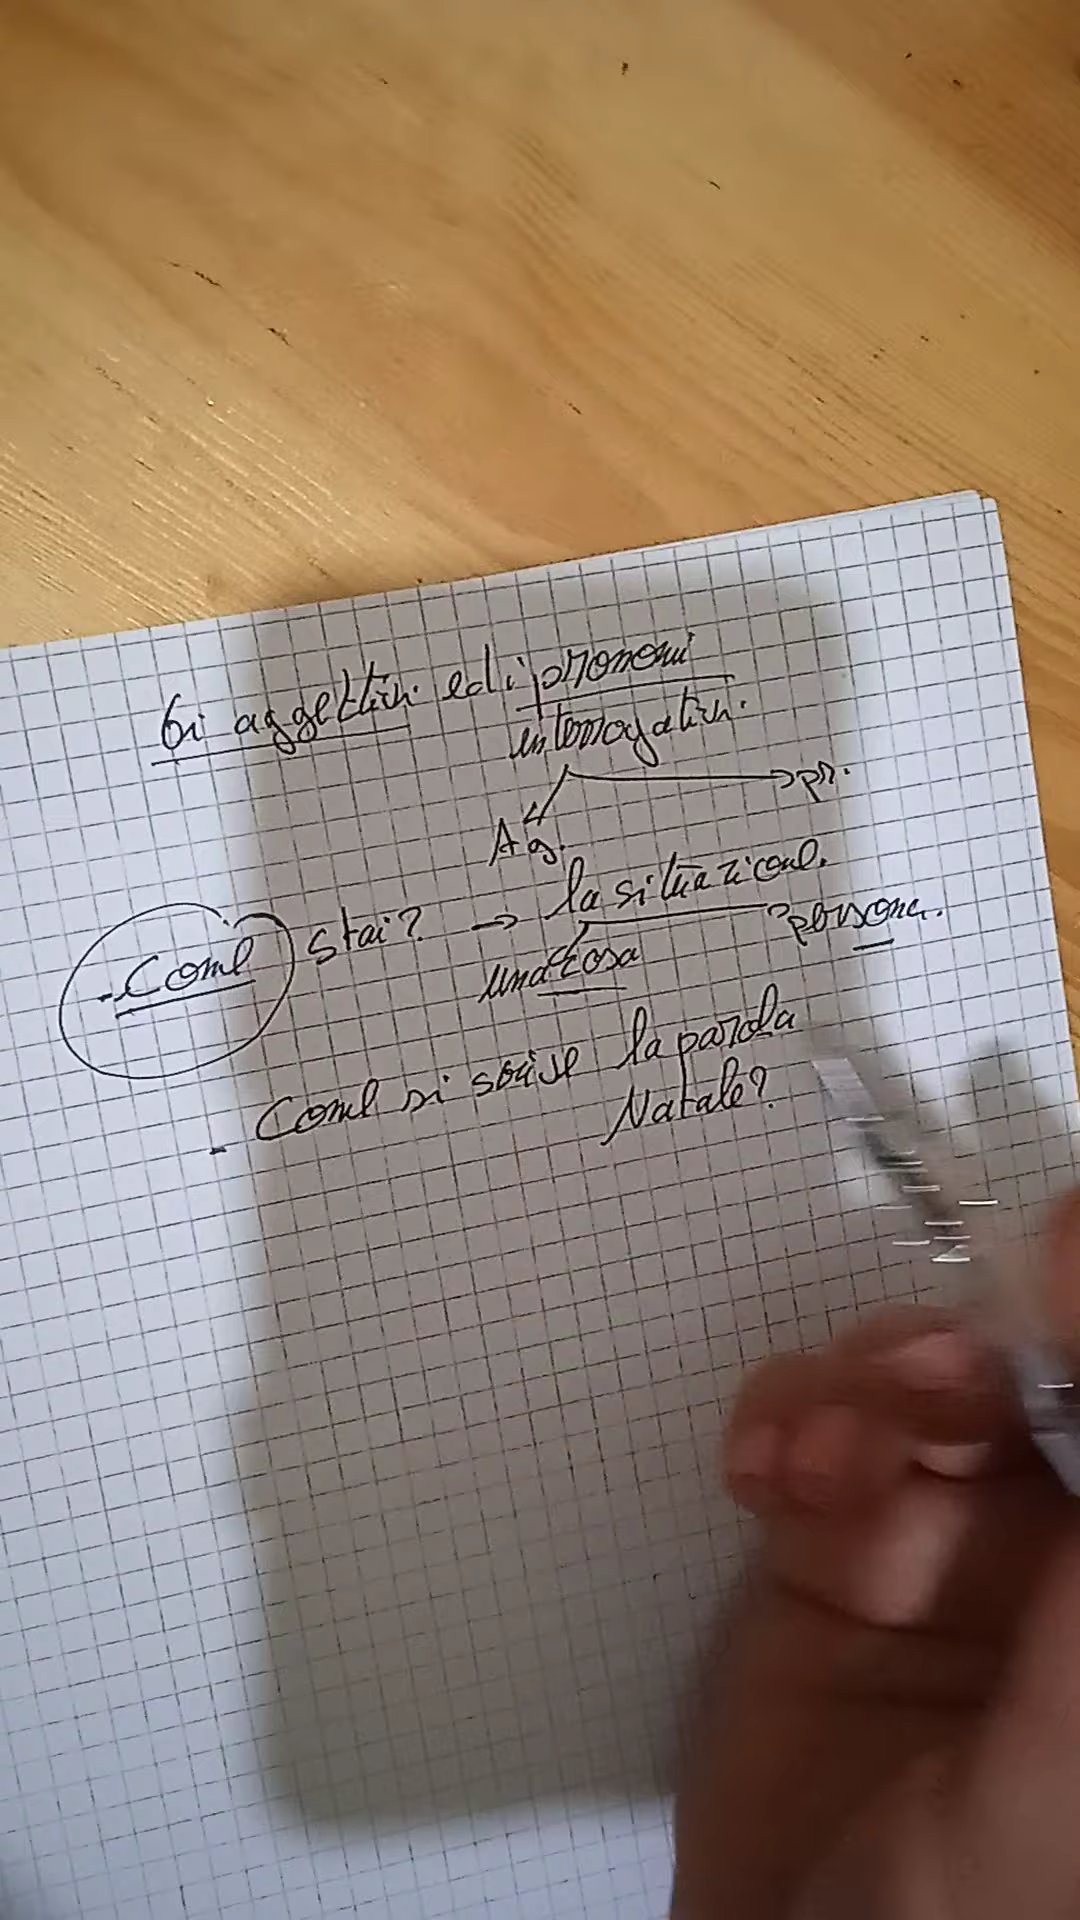 Gi aggettivi ed i pronomi
interrogativi.
Ag.
pr.
- Come stai? → la situazione.
una cosa
persona.
- Come si scrive la parola
Natale?